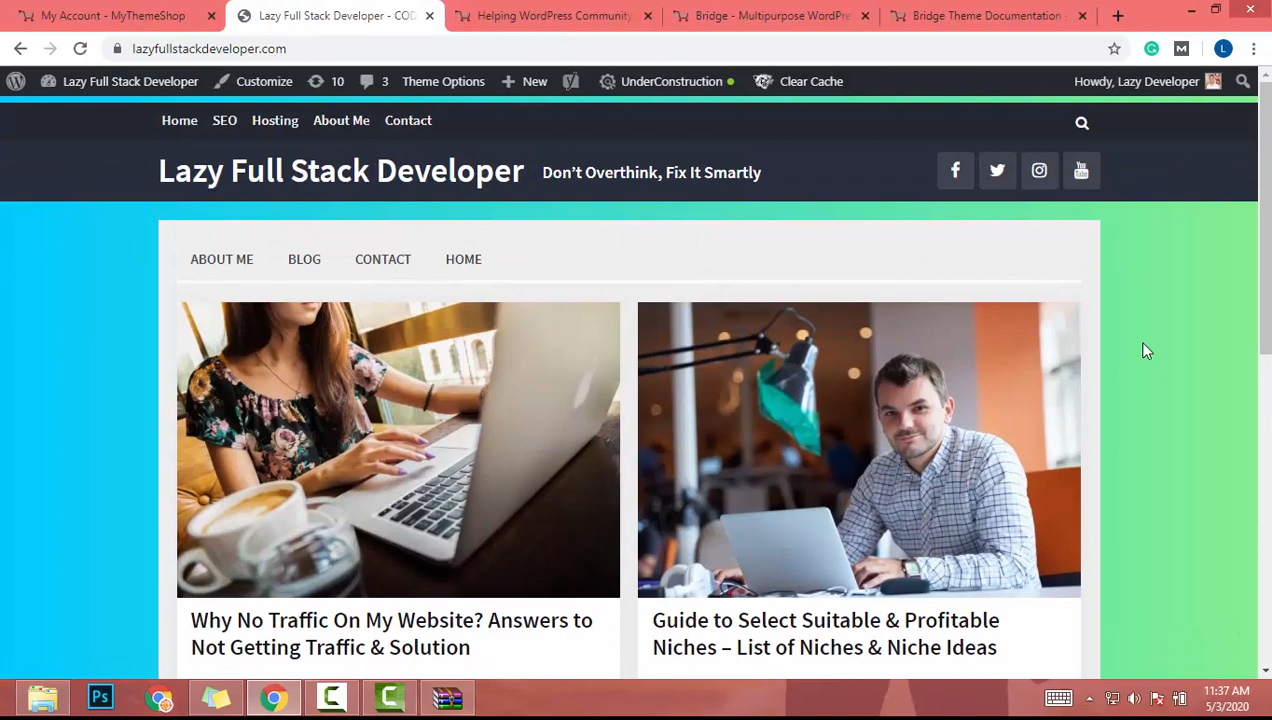 My Account - MyThemeShop
Lazy Full Stack Developer - COD
Helping WordPress Community
Bridge - Multipurpose WordPre
Bridge Theme Documentation -
lazyfullstackdeveloper.com
Lazy Full Stack Developer
Customize
10
3
Theme Options
New
UnderConstruction
Clear Cache
Howdy, Lazy Developer
Home
SEO
Hosting
About Me
Contact
Lazy Full Stack Developer
Don't Overthink, Fix It Smartly
You Tube
ABOUT ME
BLOG
CONTACT
HOME
Why No Traffic On My Website? Answers to
Not Getting Traffic & Solution
Guide to Select Suitable & Profitable
Niches – List of Niches & Niche Ideas
Ps
11:37 AM
5/3/2020